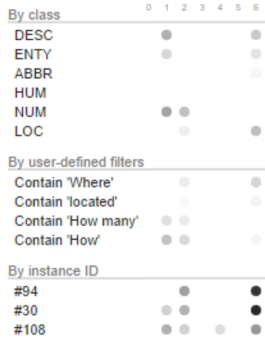 By class 0 1 2 3 4 5 6
DESC
ENTY
ABBR
HUM
NUM
LOC
By user-defined filters
Contain 'Where'
Contain 'located'
Contain 'How many'
Contain 'How'
By instance ID
#94
#30
#108